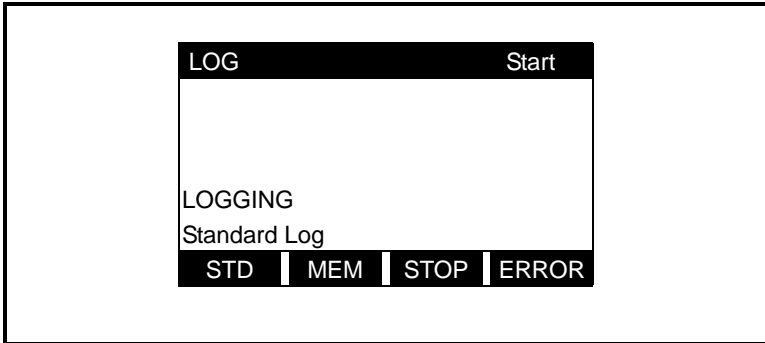 LOG Start
LOGGING
Standard Log
STD MEM STOP ERROR